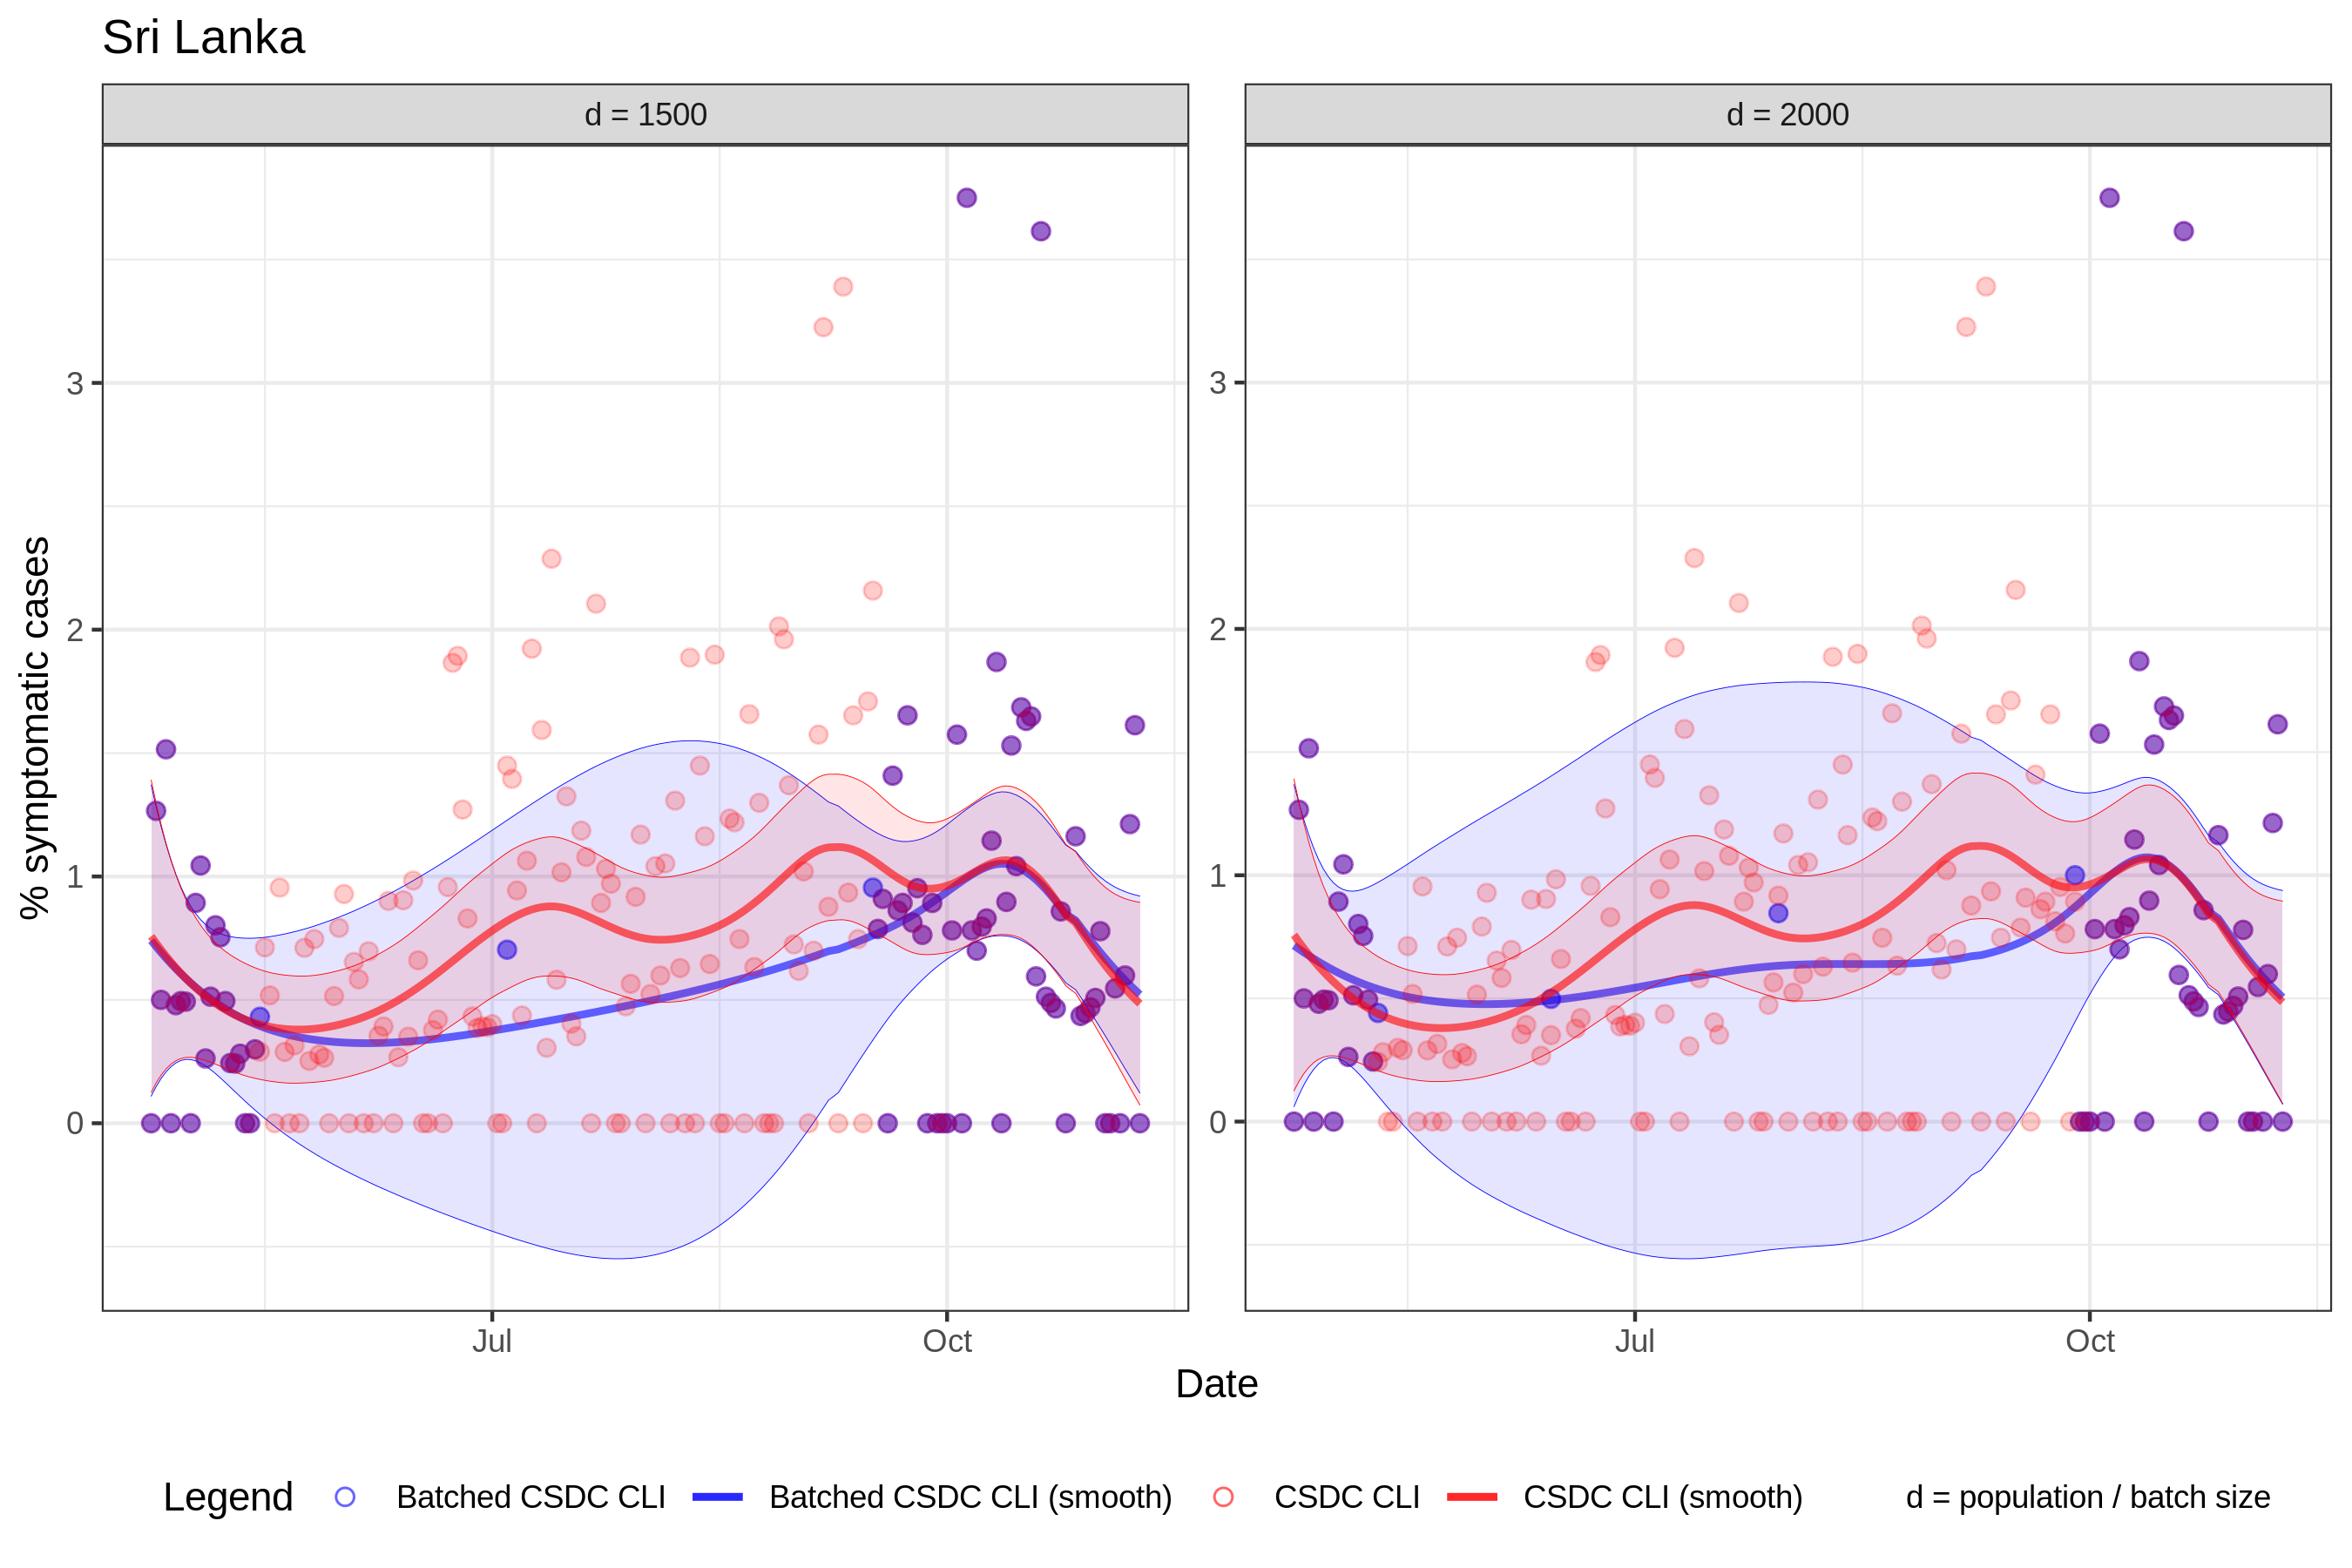 Sri Lanka
d = 1500
d = 2000
% symptomatic cases
3
2
1
0
3
2
1
0
Jul
Oct
Jul
Oct
Date
Legend Batched CSDC CLI Batched CSDC CLI (smooth) CSDC CLI CSDC CLI (smooth) d = population / batch size